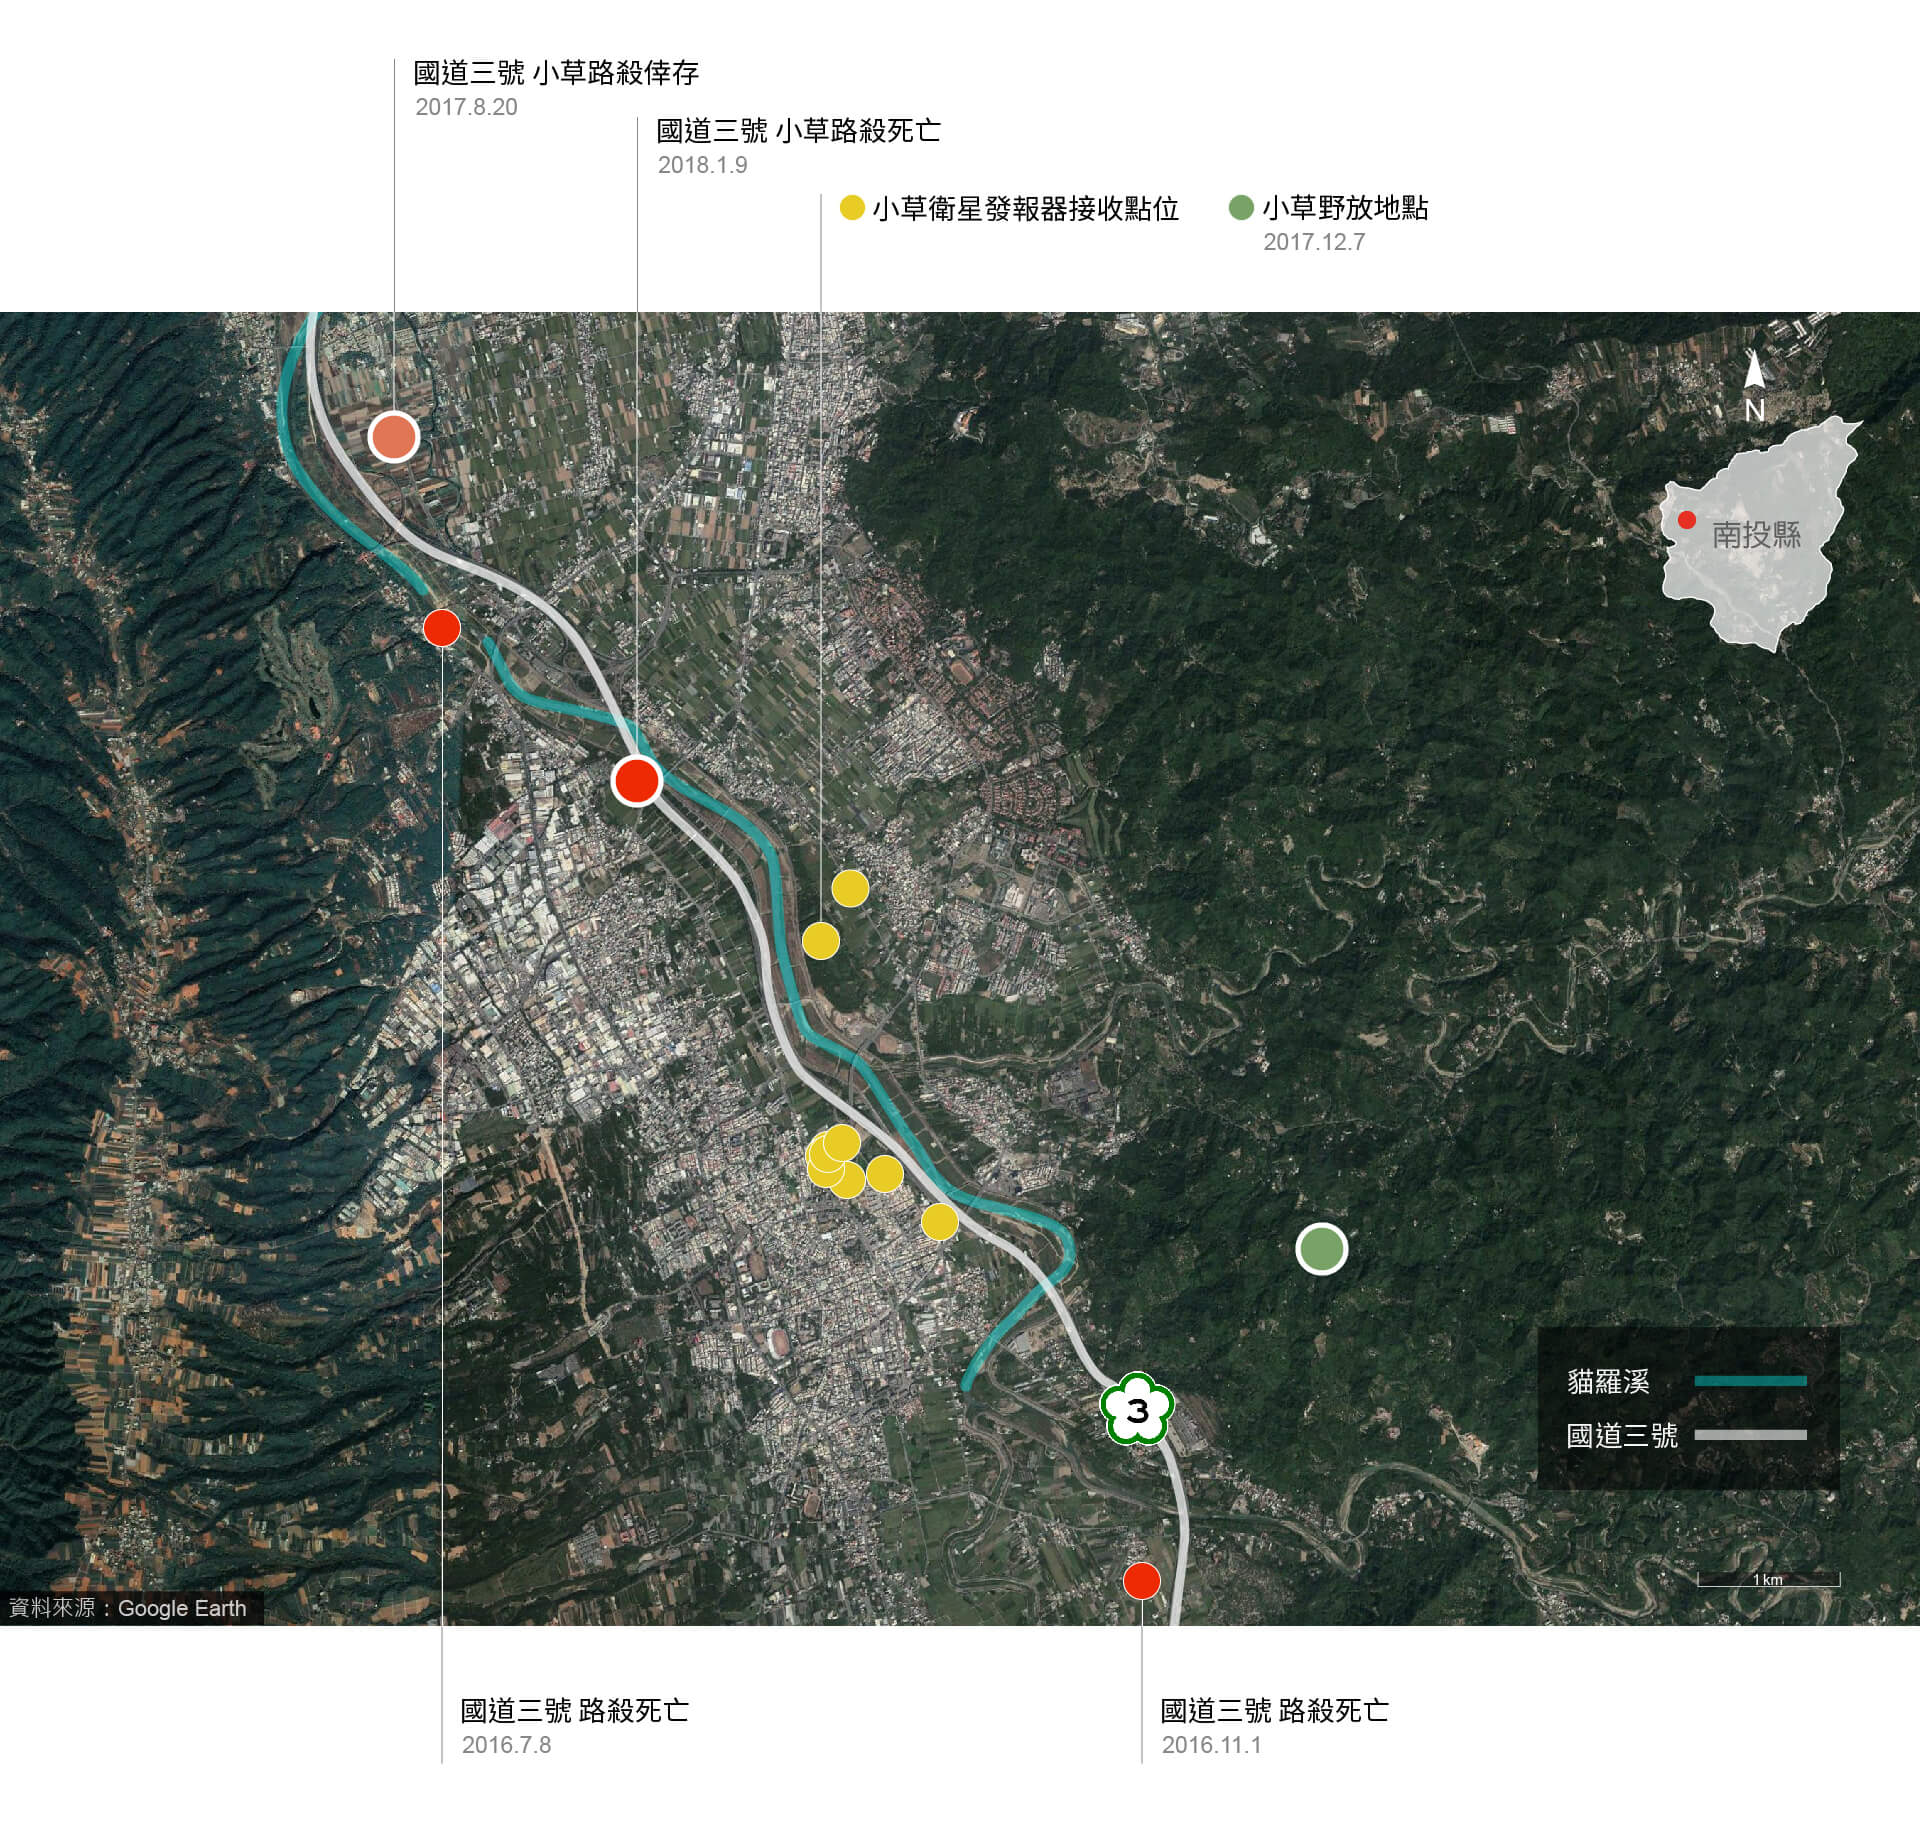 國道三號 小草路殺倖存
2017.8.20
國道三號 小草路殺死亡
2018.1.9
小草衛星發報器接收點位
小草野放地點
2017.12.7
N
南投縣
3
貓羅溪
國道三號
1 km
資料來源：Google Earth
國道三號 路殺死亡
2016.7.8
國道三號 路殺死亡
2016.11.1